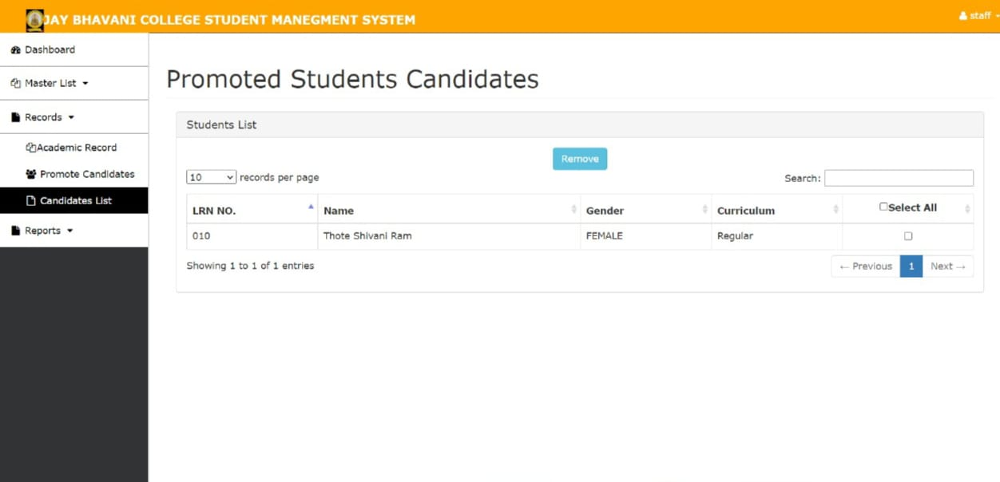 JAY BHAVANI COLLEGE STUDENT MANEGMENT SYSTEM
staff
Dashboard
Master List
Records
Academic Record
Promote Candidates
Candidates List
Reports
Promoted Students Candidates
Students List
Remove
10 records per page
Search:
LRN NO. Name Gender Curriculum Select All
010 Thote Shivani Ram FEMALE Regular
Showing 1 to 1 of 1 entries
← Previous 1 Next →